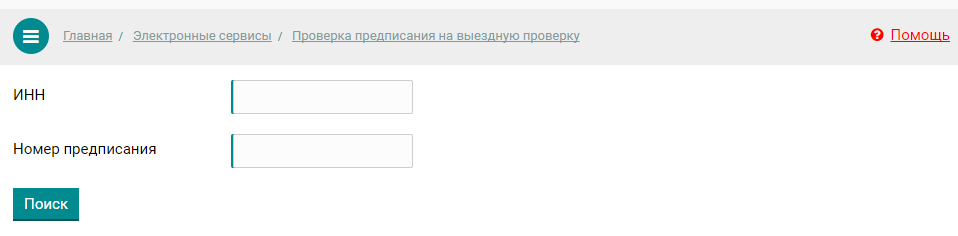 Главная / Электронные сервисы / Проверка предписания на выездную проверку
Помощь
ИНН
Номер предписания
Поиск